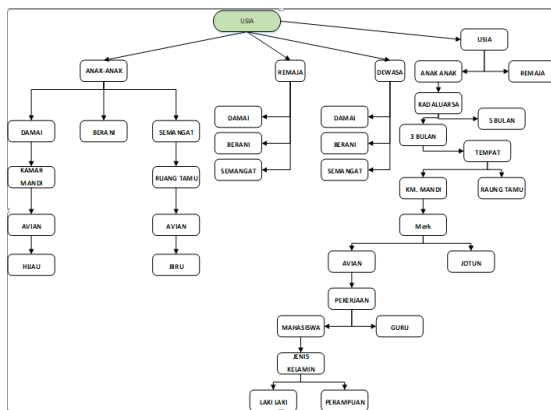 USIA
USIA
ANAK-ANAK
REMAJA
DEWASA
ANAK ANAK
REMAJA
KADALUARSA
DAMAI
DAMAI
5 BULAN
DAMAI
BERANI
SEMANGAT
BERANI
BERANI
3 BULAN
TEMPAT
KAMAR
MANDI
RUANG TAMU
SEMANGAT
SEMANGAT
KM. MANDI
RAUNG TAMU
AVIAN
AVIAN
Merk
HIJAU
BIRU
AVIAN
JOTUN
PEKERJAAN
MAHASISWA
GURU
JENIS
KELAMIN
LAKI LAKI
PERAMPUAN